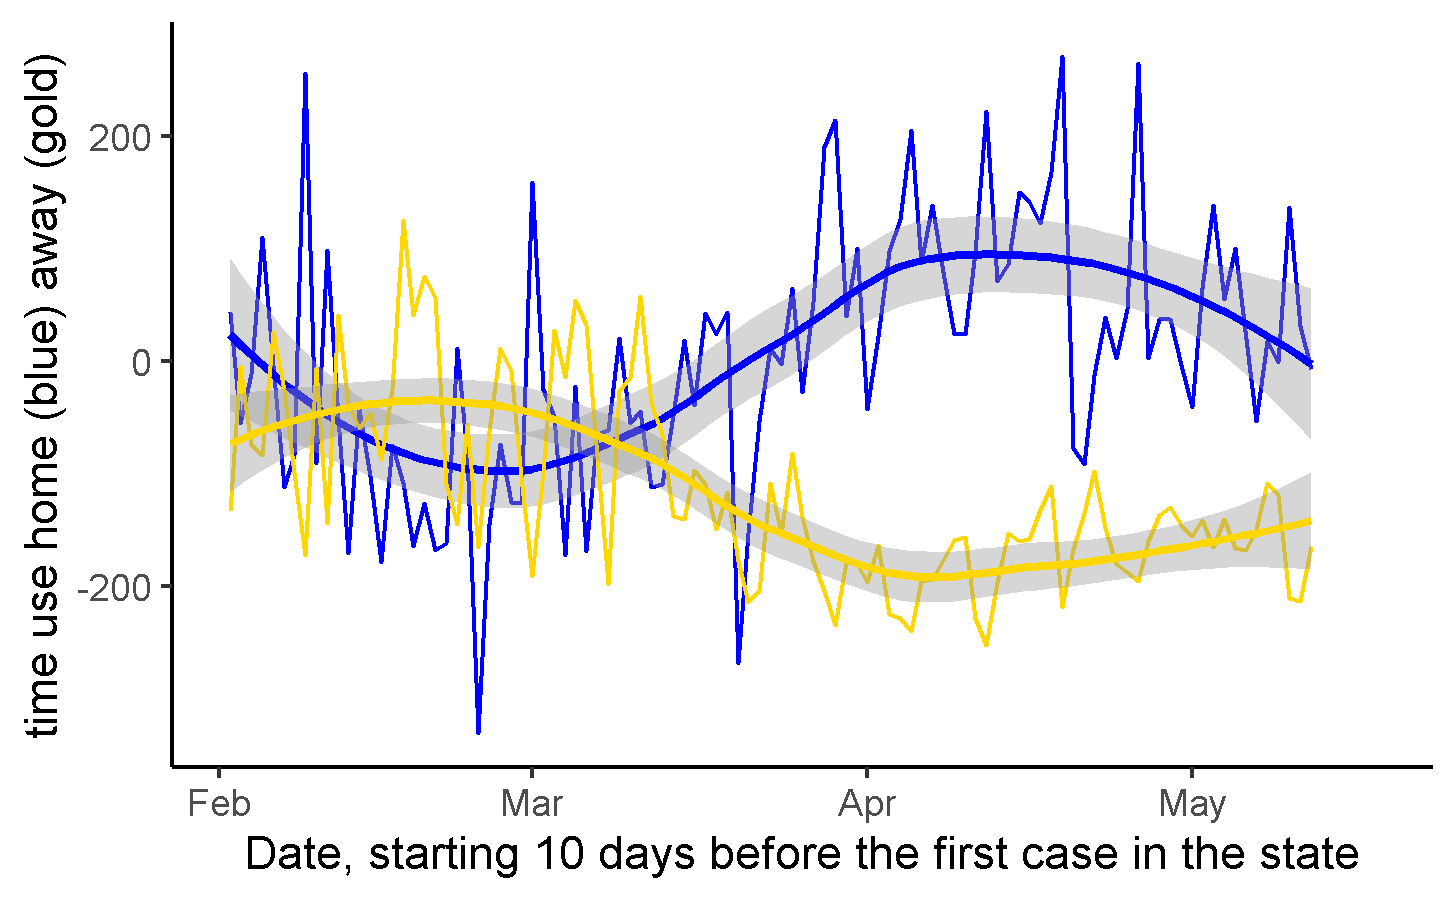 time use home (blue) away (gold)
200
0
-200
Feb
Mar
Apr
May
Date, starting 10 days before the first case in the state